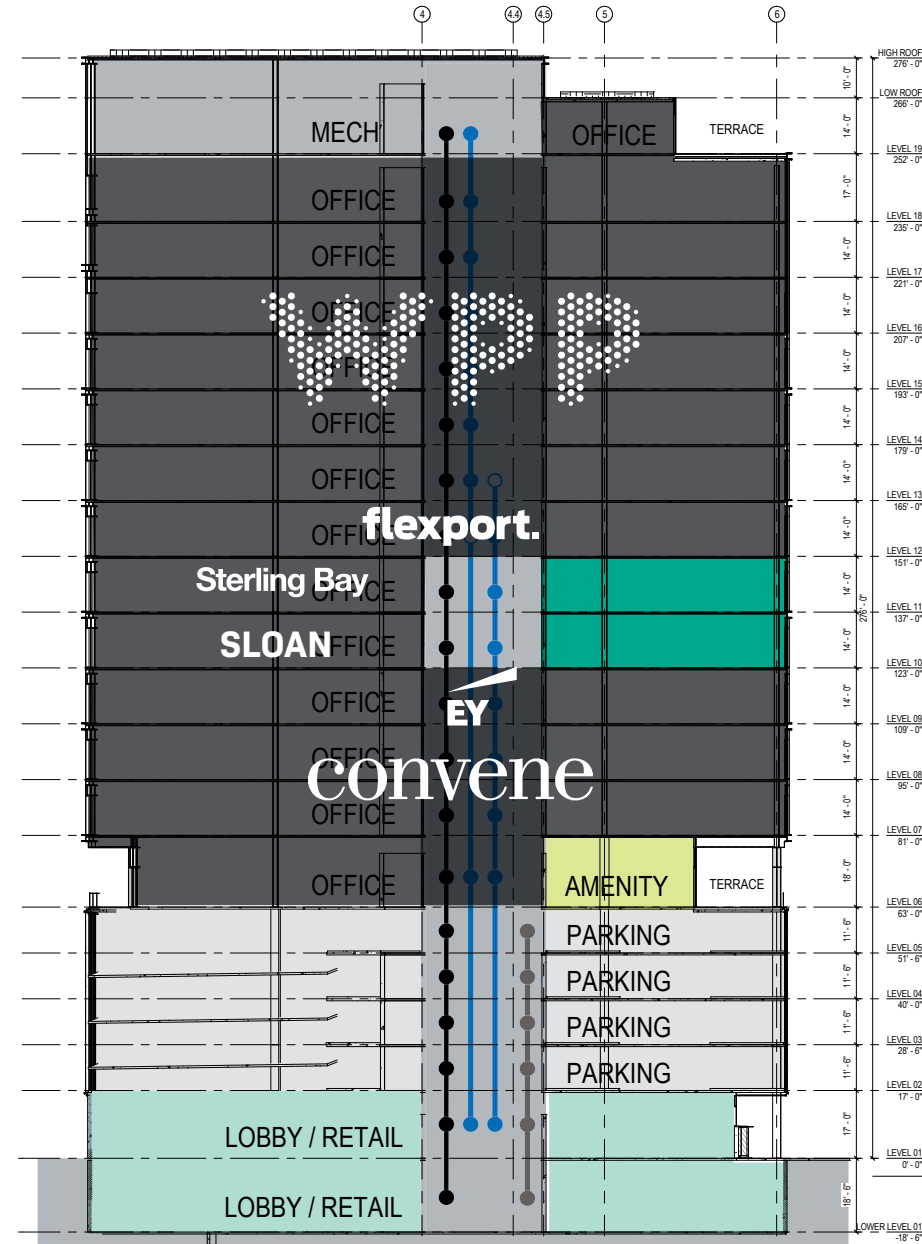 4
4.4
4.5
5
6
HIGH ROOF
276' - 0"
10' - 0"
LOW ROOF
266' - 0"
MECH
OFFICE
TERRACE
14' - 0"
LEVEL 19
252' - 0"
OFFICE
17' - 0"
LEVEL 18
235' - 0"
OFFICE
14' - 0"
LEVEL 17
221' - 0"
OFFICE
14' - 0"
LEVEL 16
207' - 0"
WPP
OFFICE
14' - 0"
LEVEL 15
193' - 0"
OFFICE
14' - 0"
LEVEL 14
179' - 0"
OFFICE
14' - 0"
LEVEL 13
165' - 0"
OFFICE
flexport.
14' - 0"
LEVEL 12
151' - 0"
Sterling Bay
OFFICE
14' - 0"
276' - 0"
LEVEL 11
137' - 0"
SLOAN
OFFICE
14' - 0"
LEVEL 10
123' - 0"
OFFICE
EY
14' - 0"
LEVEL 09
109' - 0"
OFFICE
convene
14' - 0"
LEVEL 08
95' - 0"
OFFICE
14' - 0"
LEVEL 07
81' - 0"
OFFICE
AMENITY
TERRACE
18' - 0"
LEVEL 06
63' - 0"
PARKING
11' - 6"
LEVEL 05
51' - 6"
PARKING
11' - 6"
LEVEL 04
40' - 0"
PARKING
11' - 6"
LEVEL 03
28' - 6"
PARKING
11' - 6"
LEVEL 02
17' - 0"
LOBBY / RETAIL
17' - 0"
LEVEL 01
0' - 0"
LOBBY / RETAIL
18' - 6"
LOWER LEVEL 01
-18' - 6"